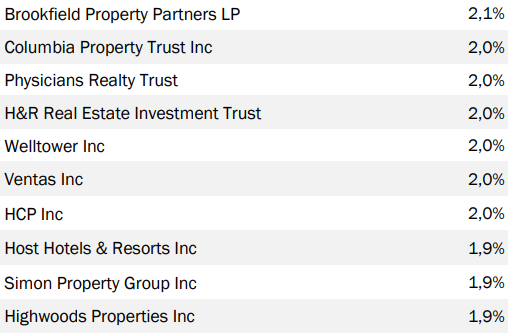 Brookfield Property Partners LP 2,1%
Columbia Property Trust Inc 2,0%
Physicians Realty Trust 2,0%
H&R Real Estate Investment Trust 2,0%
Welltower Inc 2,0%
Ventas Inc 2,0%
HCP Inc 2,0%
Host Hotels & Resorts Inc 1,9%
Simon Property Group Inc 1,9%
Highwoods Properties Inc 1,9%